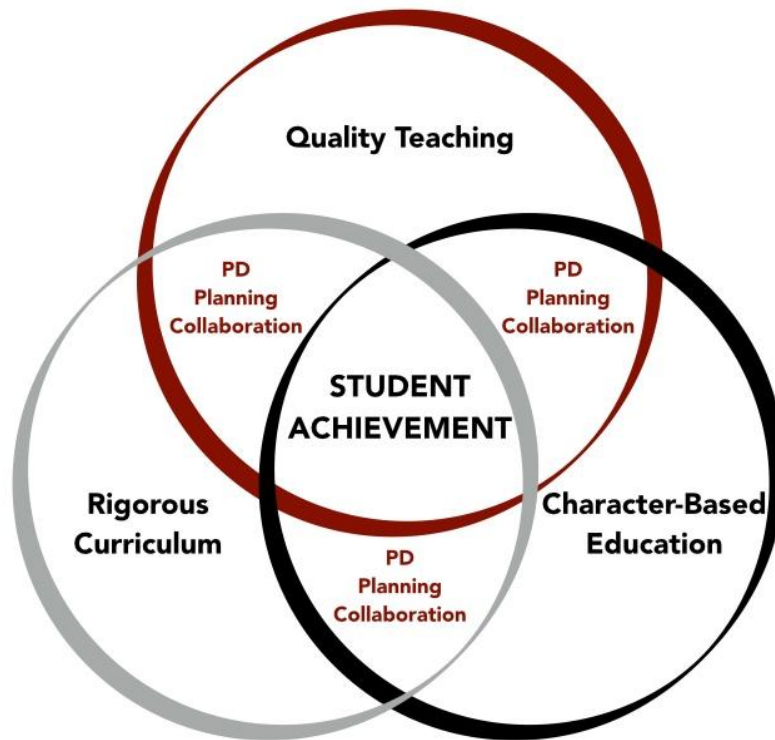 Quality Teaching
PD
Planning
Collaboration
PD
Planning
Collaboration
STUDENT
ACHIEVEMENT
Rigorous
Curriculum
Character-Based
Education
PD
Planning
Collaboration